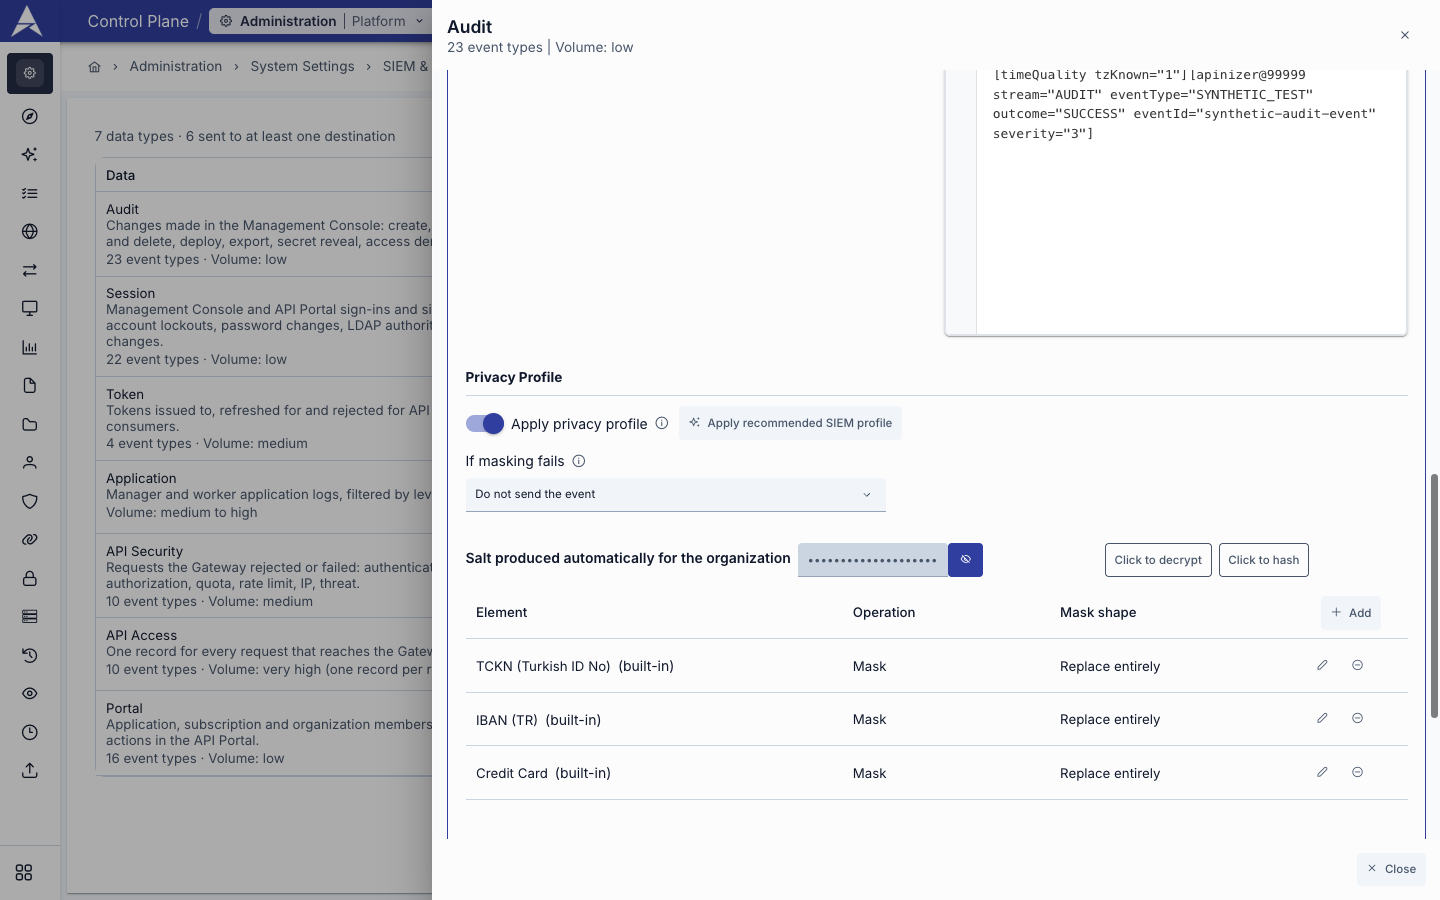 Control Plane / Administration | Platform
Administration > System Settings > SIEM &
7 data types · 6 sent to at least one destination
Data
Audit
Changes made in the Management Console: create,
and delete, deploy, export, secret reveal, access
23 event types · Volume: low
Session
Management Console and API Portal sign-ins and
account lockouts, password changes, LDAP
changes.
22 event types · Volume: low
Token
Tokens issued to, refreshed for and rejected for API
consumers.
4 event types · Volume: medium
Application
Manager and worker application logs, filtered by
Volume: medium to high
API Security
Requests the Gateway rejected or failed:
authorization, quota, rate limit, IP, threat.
10 event types · Volume: medium
API Access
One record for every request that reaches the
10 event types · Volume: very high (one record per
Portal
Application, subscription and organization
actions in the API Portal.
16 event types · Volume: low
Audit
23 event types | Volume: low
[timeQuality tzKnown="1"][apinizer@99999
stream="AUDIT" eventType="SYNTHETIC_TEST"
outcome="SUCCESS" eventId="synthetic-audit-event"
severity="3"]
Privacy Profile
Apply privacy profile Apply recommended SIEM profile
If masking fails
Do not send the event
Salt produced automatically for the organization Click to decrypt Click to hash
Element Operation Mask shape Add
TCKN (Turkish ID No) (built-in) Mask Replace entirely
IBAN (TR) (built-in) Mask Replace entirely
Credit Card (built-in) Mask Replace entirely
Close